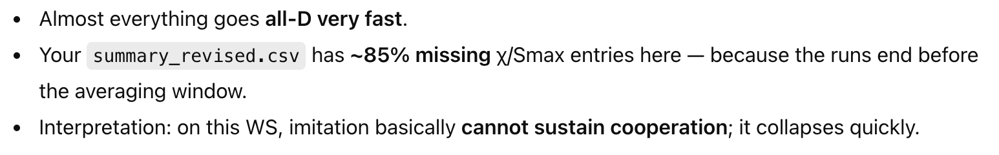 • Almost everything goes all-D very fast.
• Your summary_revised.csv has ~85% missing χ/Smax entries here — because the runs end before
the averaging window.
• Interpretation: on this WS, imitation basically cannot sustain cooperation; it collapses quickly.